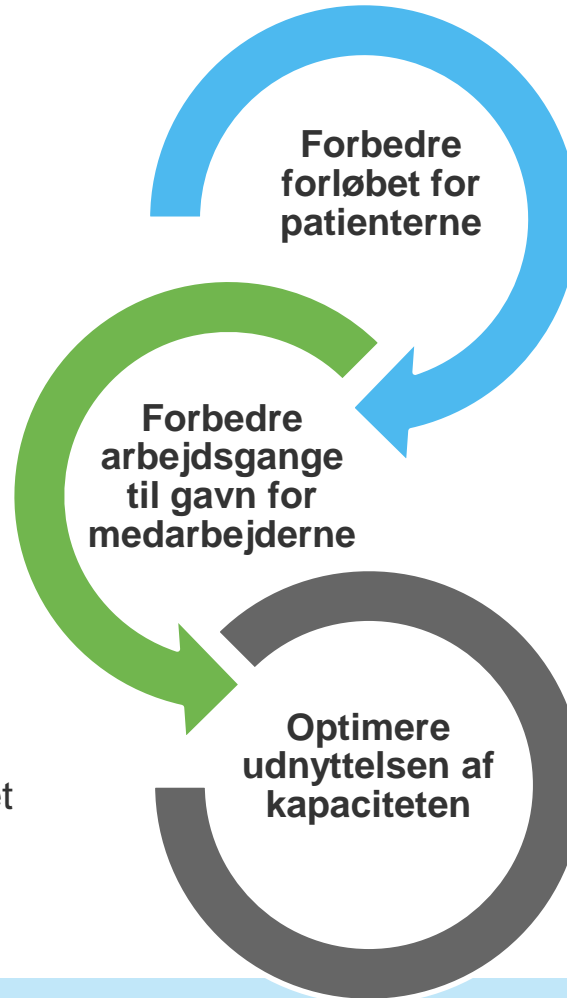 Forbedre
forløbet for
patienterne
Forbedre
arbejdsgange
til gavn for
medarbejderne
Optimere
udnyttelsen af
kapaciteten